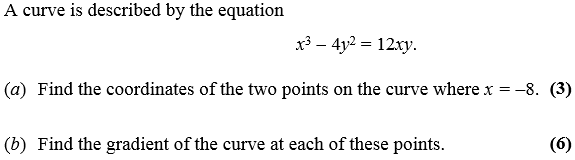 A curve is described by the equation
x³ – 4y² = 12xy.
(a) Find the coordinates of the two points on the curve where x = –8. (3)
(b) Find the gradient of the curve at each of these points. (6)